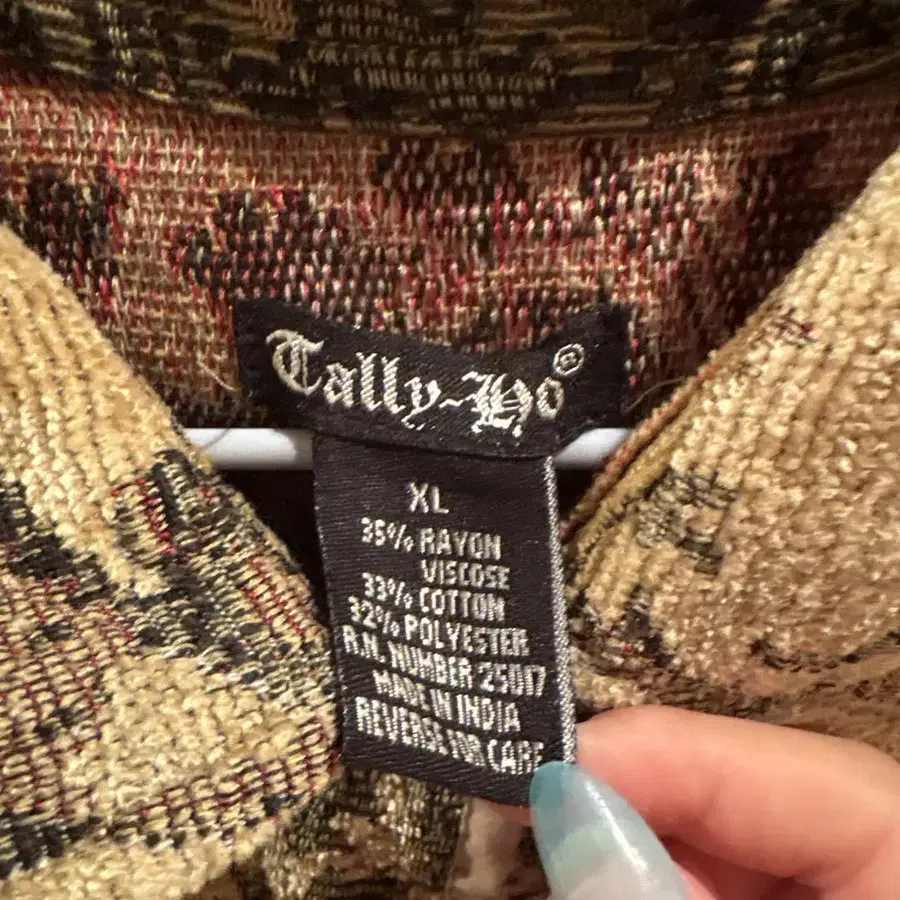 Tally-Ho®
XL
35% RAYON
VISCOSE
33% COTTON
32% POLYESTER
R.N. NUMBER 25017
MADE IN INDIA
REVERSE FOR CARE